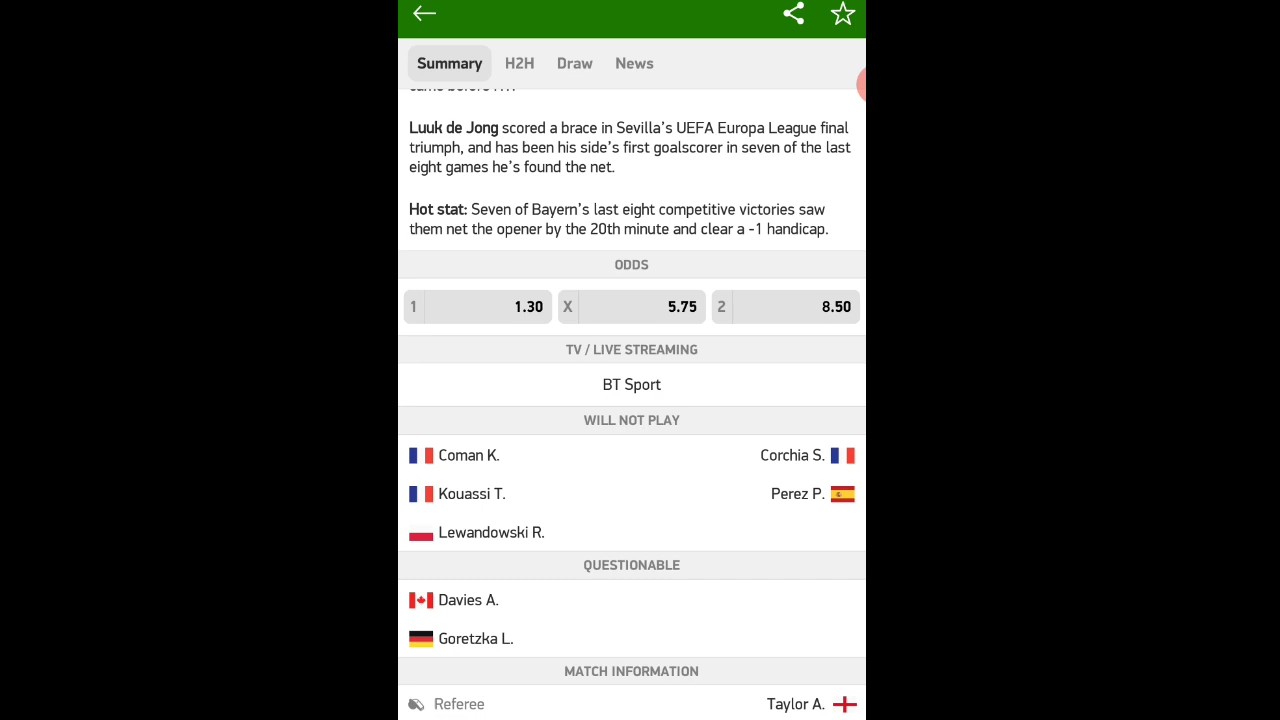 Summary H2H Draw News
Luuk de Jong scored a brace in Sevilla's UEFA Europa League final
triumph, and has been his side's first goalscorer in seven of the last
eight games he's found the net.
Hot stat: Seven of Bayern's last eight competitive victories saw
them net the opener by the 20th minute and clear a -1 handicap.
ODDS
1 1.30 X 5.75 2 8.50
TV / LIVE STREAMING
BT Sport
WILL NOT PLAY
Coman K. Corchia S.
Kouassi T. Perez P.
Lewandowski R.
QUESTIONABLE
Davies A.
Goretzka L.
MATCH INFORMATION
Referee Taylor A.